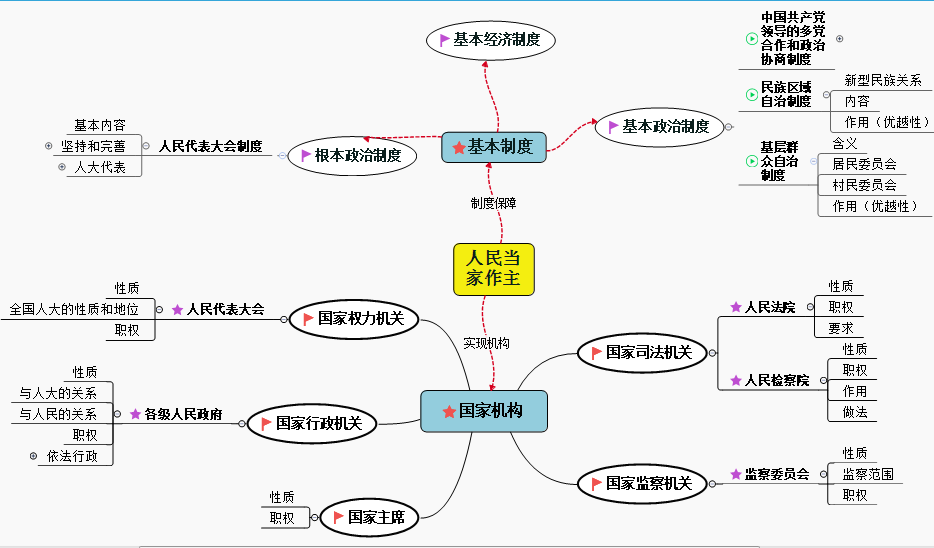 基本经济制度
中国共产党
领导的多党
合作和政治
协商制度
民族区域
自治制度
新型民族关系
内容
作用（优越性）
基本政治制度
基层群
众自治
制度
含义
居民委员会
村民委员会
作用（优越性）
基本内容
坚持和完善
人大代表
人民代表大会制度
根本政治制度
基本制度
制度保障
人民当
家作主
实现机构
国家机构
性质
全国人大的性质和地位
职权
人民代表大会
国家权力机关
性质
与人大的关系
与人民的关系
职权
依法行政
各级人民政府
国家行政机关
性质
职权
国家主席
国家司法机关
人民法院
性质
职权
要求
人民检察院
性质
职权
作用
做法
国家监察机关
监察委员会
性质
监察范围
职权